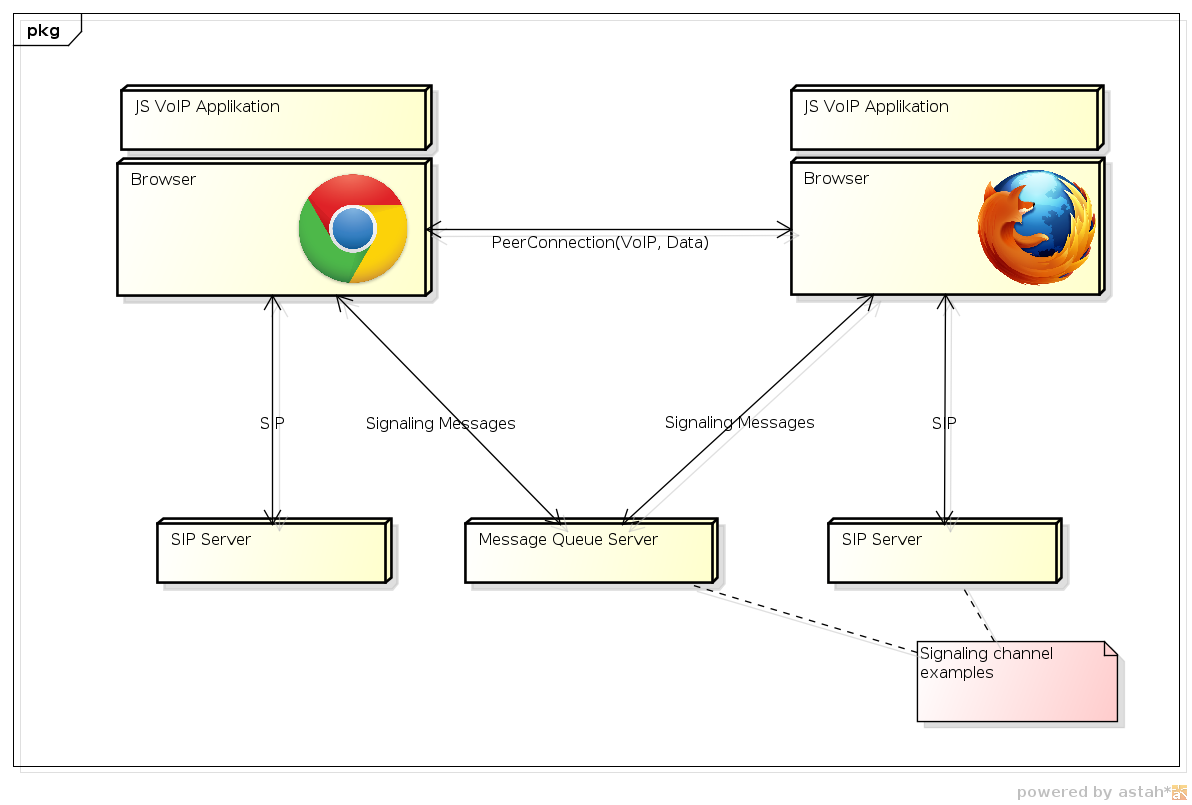 pkg
JS VoIP Applikation
JS VoIP Applikation
Browser
Browser
PeerConnection(VoIP, Data)
SIP
Signaling Messages
Signaling Messages
SIP
SIP Server
Message Queue Server
SIP Server
Signaling channel
examples
powered by astah*